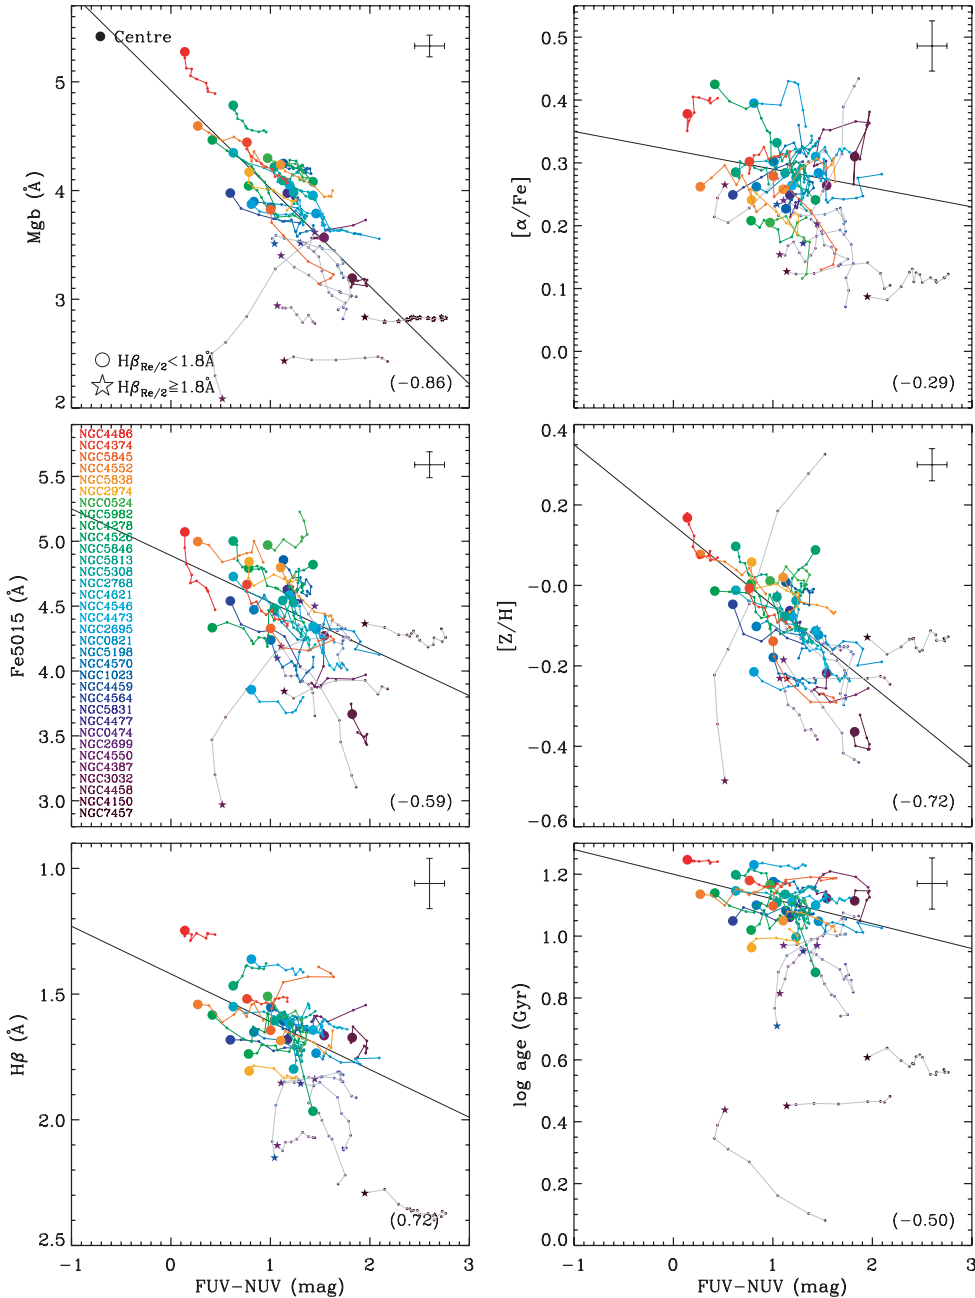 Centre
Mgb (Å)
5
4
3
2
Hβ Re/2 <1.8Å
Hβ Re/2 ≧1.8Å
(−0.86)
[α/Fe]
0.5
0.4
0.3
0.2
0.1
0.0
(−0.29)
Fe5015 (Å)
5.5
5.0
4.5
4.0
3.5
3.0
NGC4486
NGC4374
NGC5845
NGC4552
NGC5838
NGC2974
NGC0524
NGC5982
NGC4278
NGC4526
NGC5846
NGC5813
NGC5308
NGC2768
NGC4621
NGC4546
NGC4473
NGC2695
NGC0821
NGC5198
NGC4570
NGC1023
NGC4459
NGC4564
NGC5831
NGC4477
NGC0474
NGC2699
NGC4550
NGC4387
NGC3032
NGC4458
NGC4150
NGC7457
(−0.59)
[Z/H]
0.4
0.2
−0.0
−0.2
−0.4
−0.6
(−0.72)
Hβ (Å)
1.0
1.5
2.0
2.5
(0.72)
−1 0 1 2 3
FUV−NUV (mag)
log age (Gyr)
1.2
1.0
0.8
0.6
0.4
0.2
0.0
(−0.50)
−1 0 1 2 3
FUV−NUV (mag)